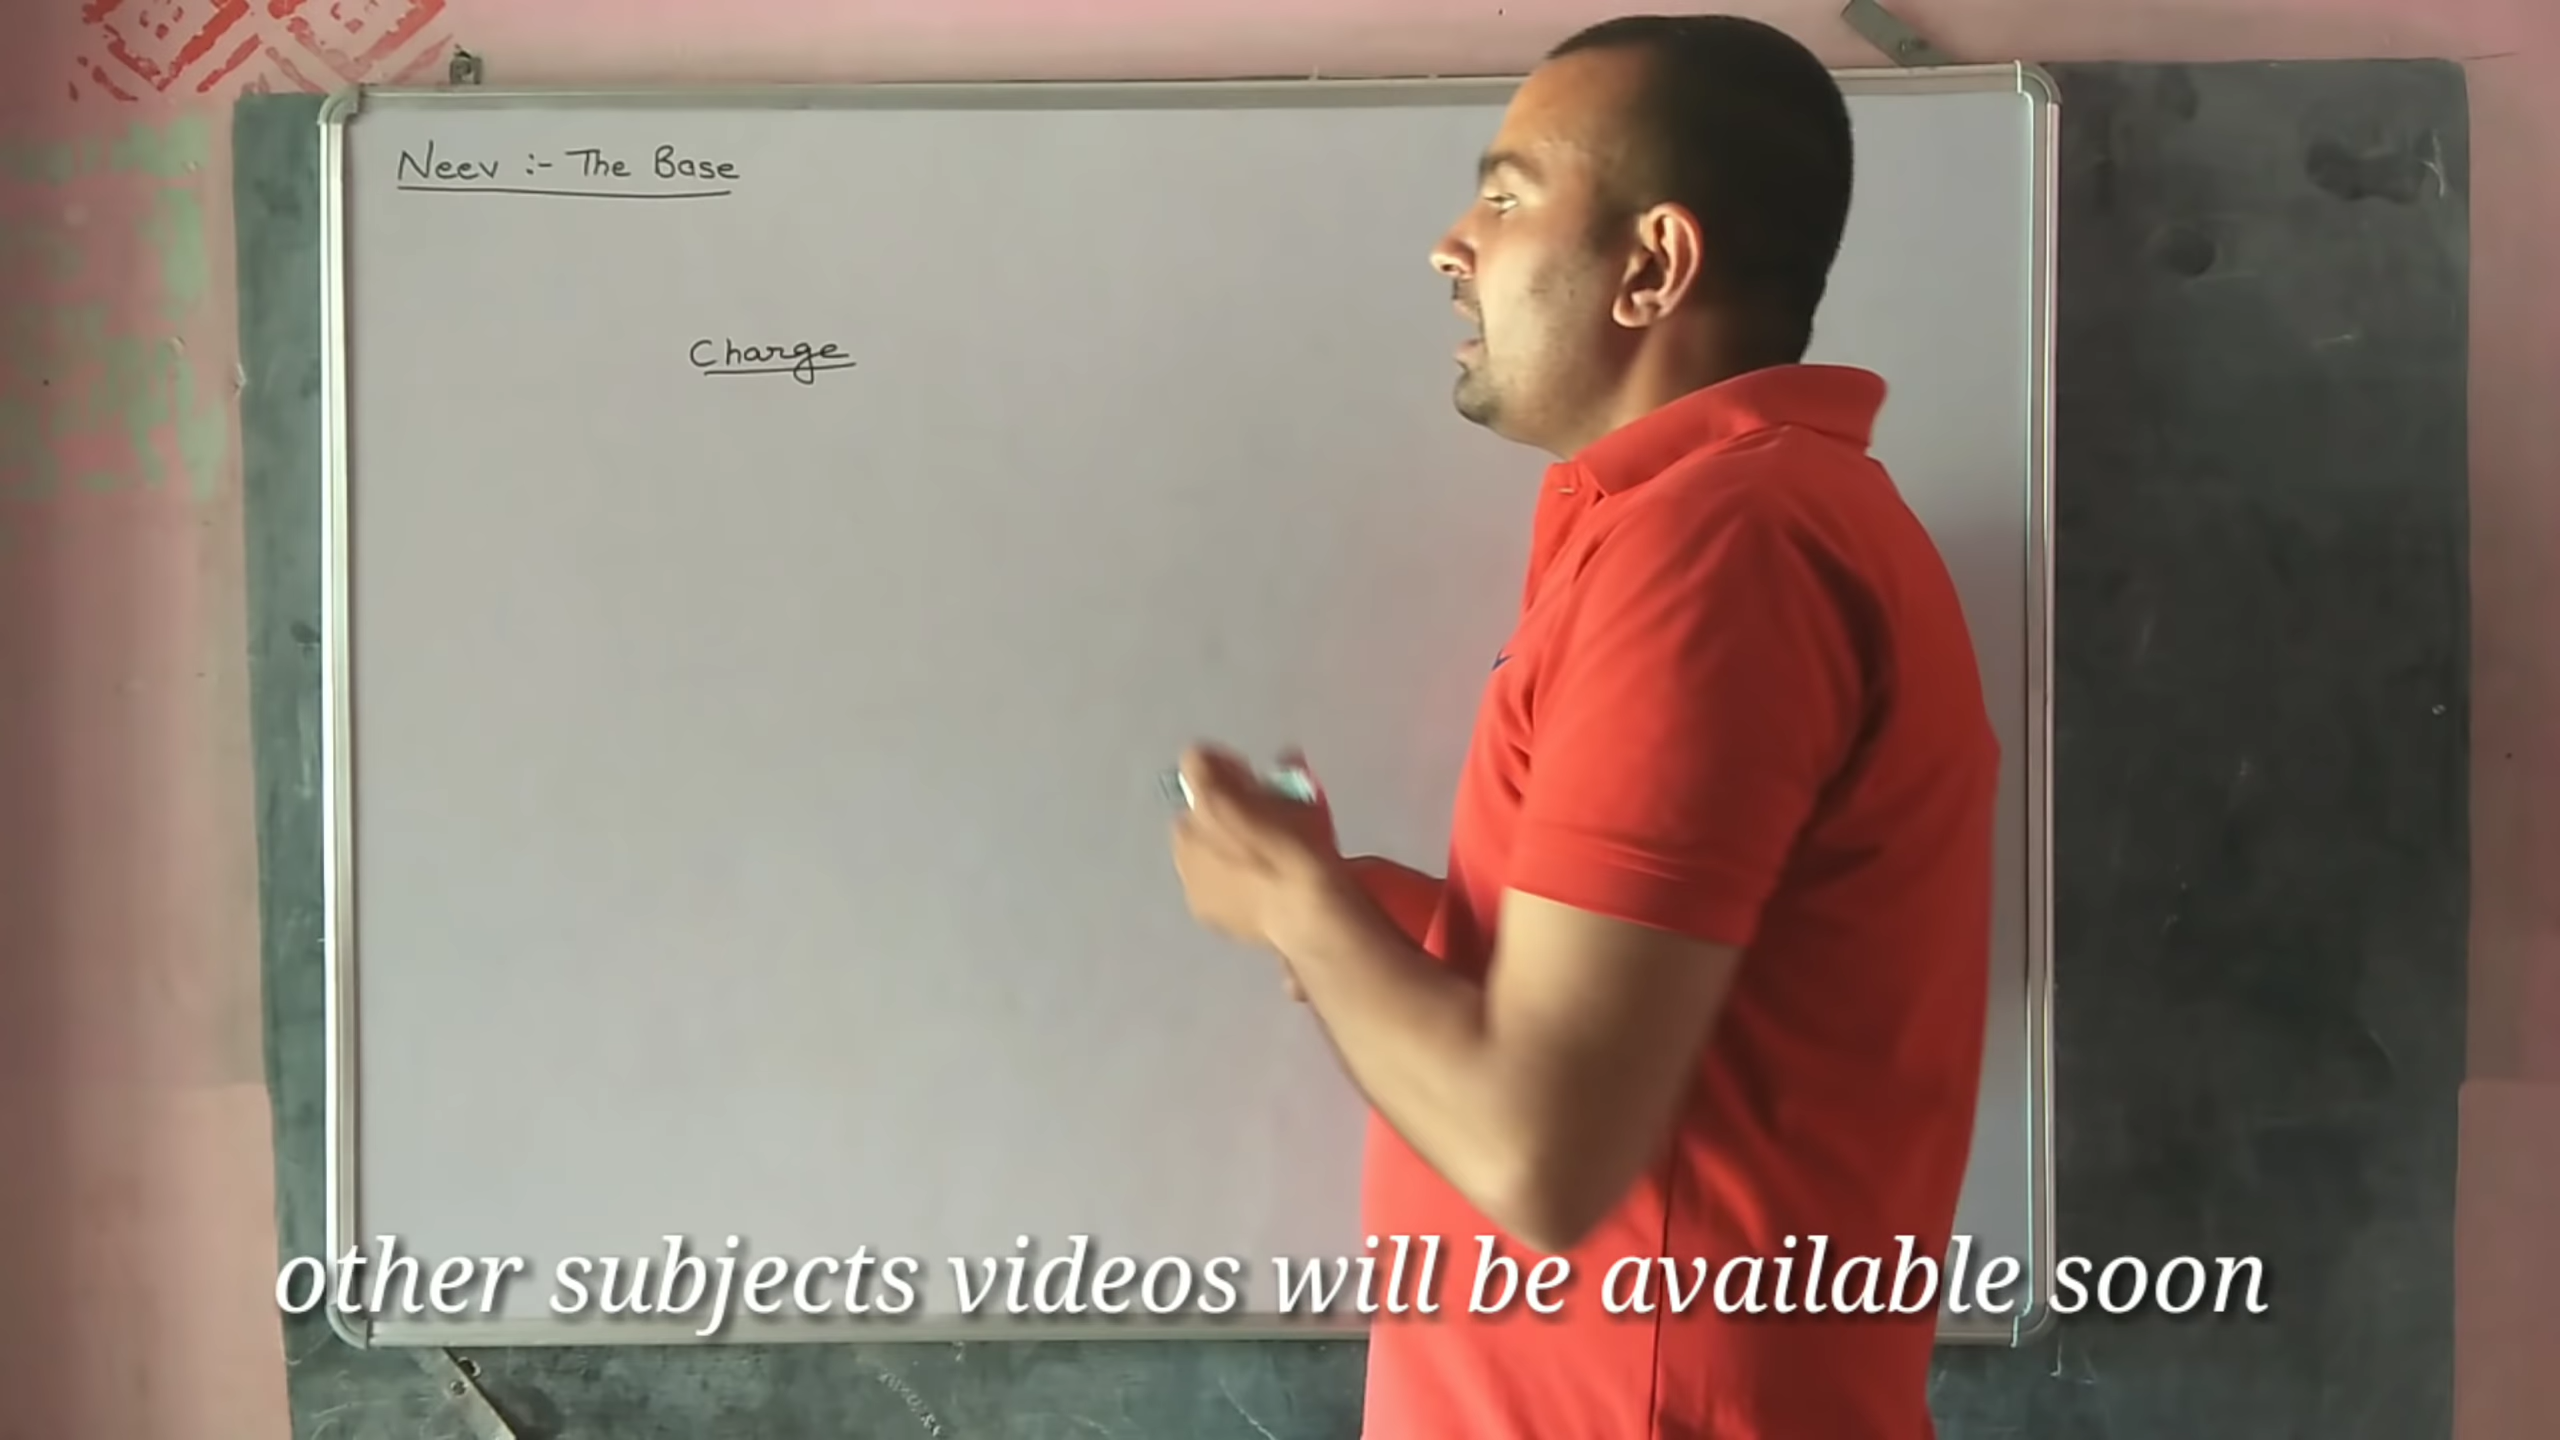 Neev :- The Base
Charge
other subjects videos will be available soon